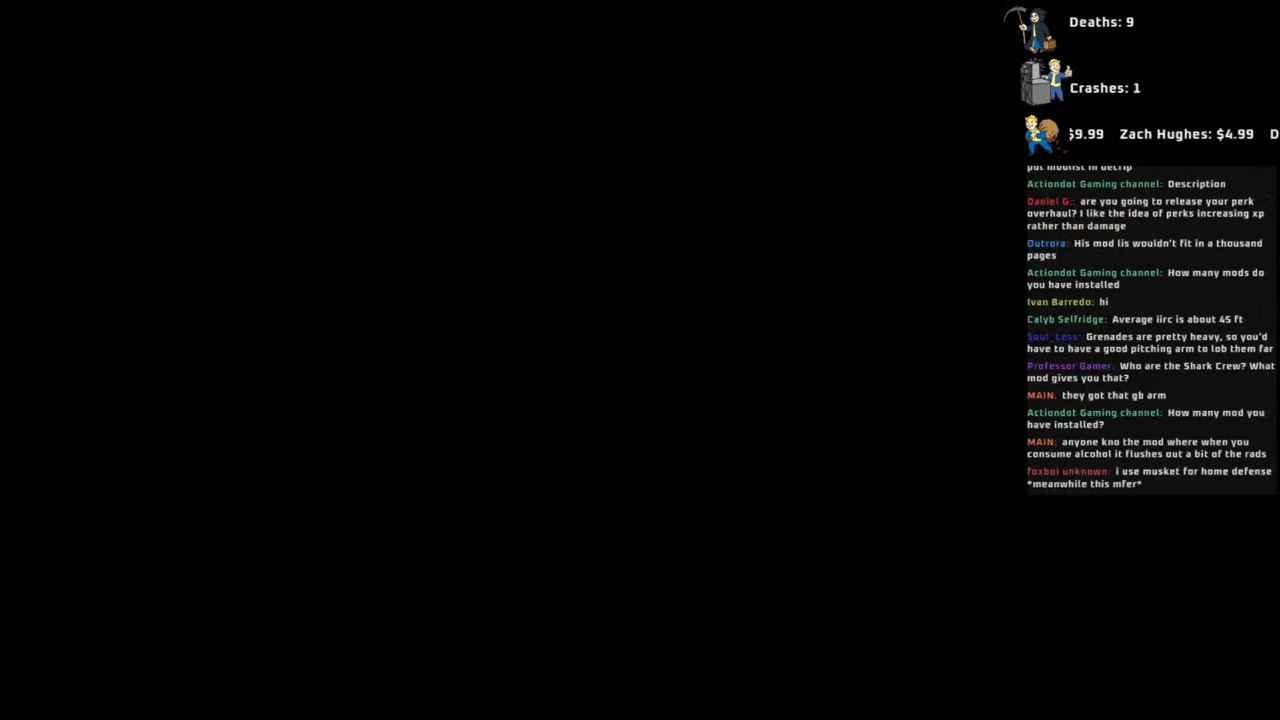 Deaths: 9
Crashes: 1
$9.99 Zach Hughes: $4.99 D
put modlist in decrip
Actiondot Gaming channel: Description
Daniel G.: are you going to release your perk
overhaul? I like the idea of perks increasing xp
rather than damage
Outrora: His mod lis wouldn't fit in a thousand
pages
Actiondot Gaming channel: How many mods do
you have installed
Ivan Barredo: hi
Calyb Selfridge: Average iirc is about 45 ft
Soul_Less: Grenades are pretty heavy, so you'd
have to have a good pitching arm to lob them far
Professor Gamer: Who are the Shark Crew? What
mod gives you that?
MAIN: they got that gb arm
Actiondot Gaming channel: How many mod you
have installed?
MAIN: anyone kno the mod where when you
consume alcohol it flushes out a bit of the rads
foxboi unknown: i use musket for home defense
*meanwhile this mfer*